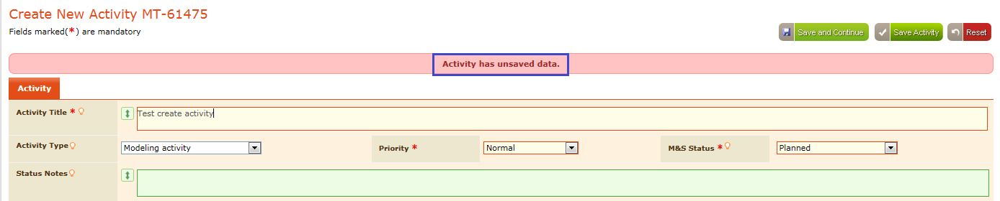 Create New Activity MT-61475
Fields marked(*) are mandatory
Save and Continue
Save Activity
Reset
Activity has unsaved data.
Activity
Activity Title *
Test create activity
Activity Type
Modeling activity
Priority *
Normal
M&S Status *
Planned
Status Notes